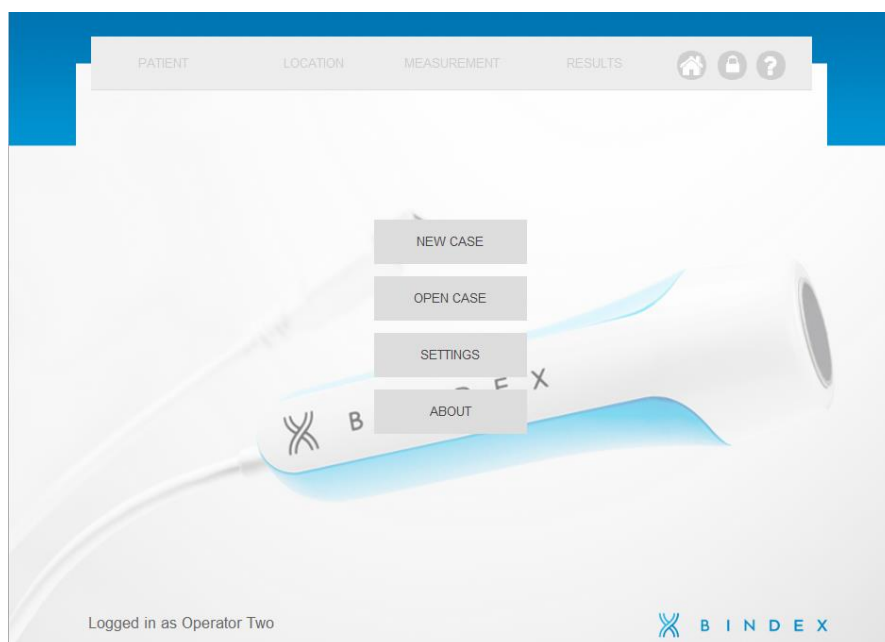 PATIENT LOCATION MEASUREMENT RESULTS ?
NEW CASE
OPEN CASE
SETTINGS
ABOUT
B E X
Logged in as Operator Two
BINDEX